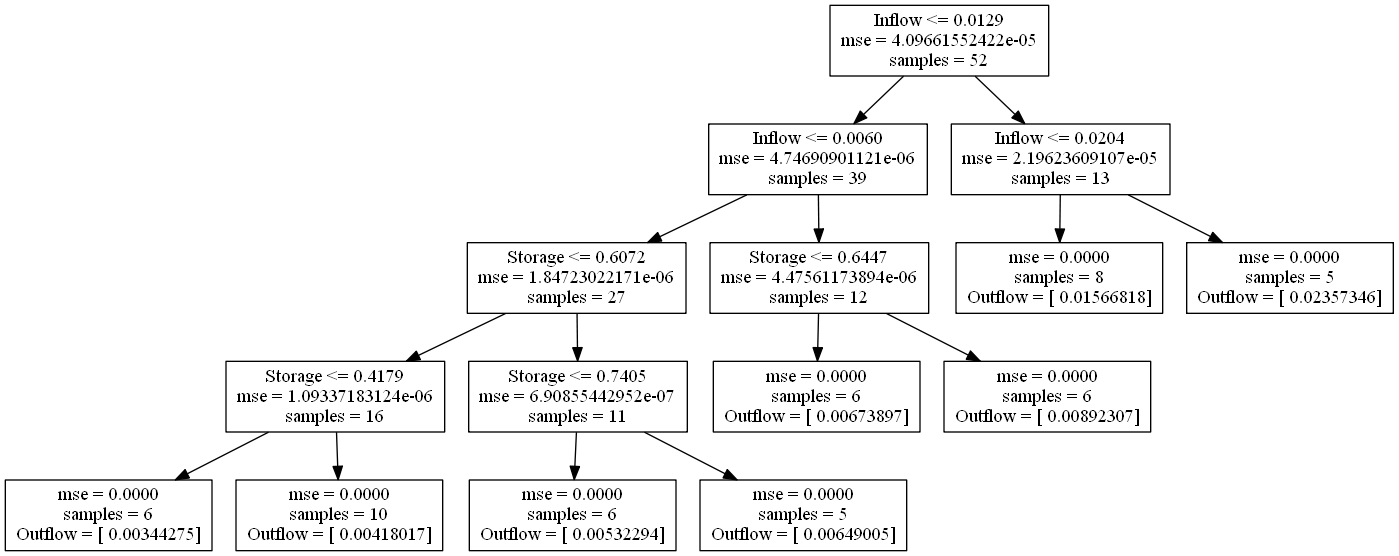 Inflow <= 0.0129
mse = 4.09661552422e-05
samples = 52
Inflow <= 0.0060
mse = 4.74690901121e-06
samples = 39
Inflow <= 0.0204
mse = 2.19623609107e-05
samples = 13
Storage <= 0.6072
mse = 1.84723022171e-06
samples = 27
Storage <= 0.6447
mse = 4.47561173894e-06
samples = 12
mse = 0.0000
samples = 8
Outflow = [ 0.01566818]
mse = 0.0000
samples = 5
Outflow = [ 0.02357346]
Storage <= 0.4179
mse = 1.09337183124e-06
samples = 16
Storage <= 0.7405
mse = 6.90855442952e-07
samples = 11
mse = 0.0000
samples = 6
Outflow = [ 0.00673897]
mse = 0.0000
samples = 6
Outflow = [ 0.00892307]
mse = 0.0000
samples = 6
Outflow = [ 0.00344275]
mse = 0.0000
samples = 10
Outflow = [ 0.00418017]
mse = 0.0000
samples = 6
Outflow = [ 0.00532294]
mse = 0.0000
samples = 5
Outflow = [ 0.00649005]